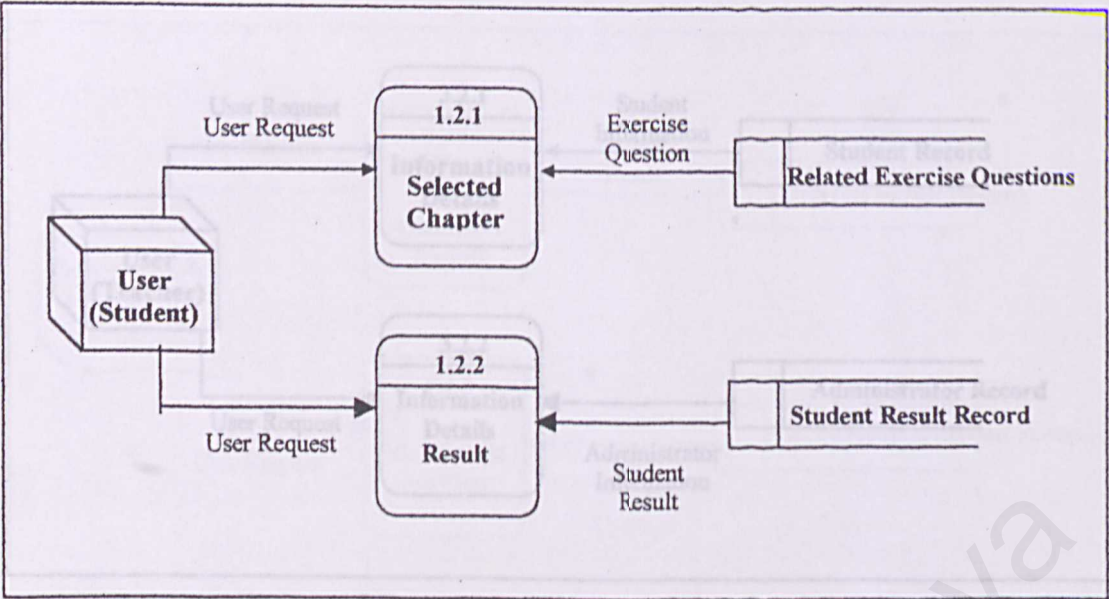 User Request
1.2.1
Selected
Chapter
Exercise
Question
Related Exercise Questions
User
(Student)
User Request
1.2.2
Result
Student
Result
Student Result Record